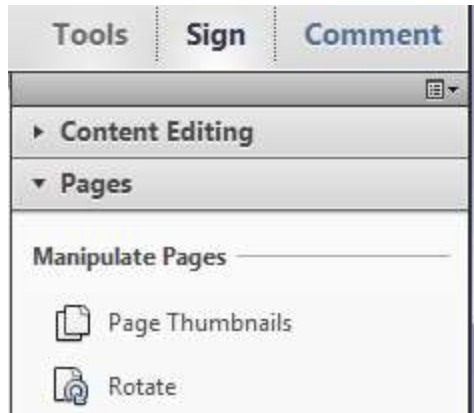 Tools Sign Comment
Content Editing
Pages
Manipulate Pages
Page Thumbnails
Rotate